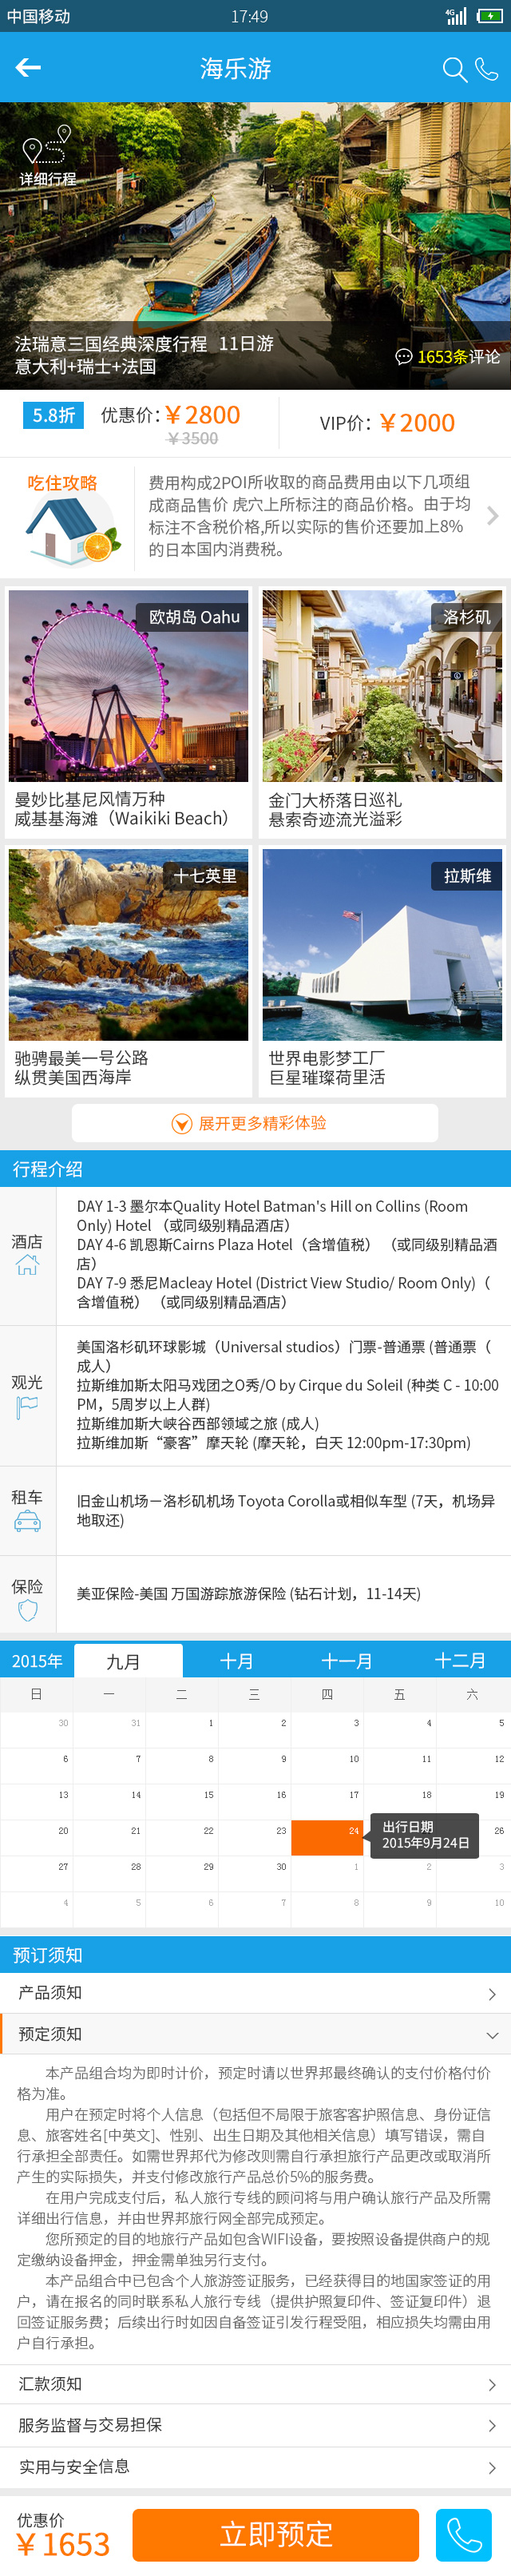 中国移动 17:49 4G
海乐游
详细行程
法瑞意三国经典深度行程 11日游
意大利+瑞士+法国
1653条评论
5.8折 优惠价：￥2800 VIP价：￥2000
￥3500
吃住攻略
费用构成2POI所收取的商品费用由以下几项组
成商品售价 虎穴上所标注的商品价格。由于均
标注不含税价格,所以实际的售价还要加上8%
的日本国内消费税。
欧胡岛 Oahu
曼妙比基尼风情万种
威基基海滩（Waikiki Beach）
洛杉矶
金门大桥落日巡礼
悬索奇迹流光溢彩
十七英里
驰骋最美一号公路
纵贯美国西海岸
拉斯维
世界电影梦工厂
巨星璀璨荷里活
展开更多精彩体验
行程介绍
酒店
DAY 1-3 墨尔本Quality Hotel Batman's Hill on Collins (Room
Only) Hotel （或同级别精品酒店）
DAY 4-6 凯恩斯Cairns Plaza Hotel（含增值税） （或同级别精品酒
店）
DAY 7-9 悉尼Macleay Hotel (District View Studio/ Room Only)（
含增值税） （或同级别精品酒店）
观光
美国洛杉矶环球影城（Universal studios）门票-普通票 (普通票（
成人）
拉斯维加斯太阳马戏团之O秀/O by Cirque du Soleil (种类 C - 10:00
PM，5周岁以上人群)
拉斯维加斯大峡谷西部领域之旅 (成人)
拉斯维加斯“豪客”摩天轮 (摩天轮，白天 12:00pm-17:30pm)
租车
旧金山机场－洛杉矶机场 Toyota Corolla或相似车型 (7天，机场异
地取还)
保险
美亚保险-美国 万国游踪旅游保险 (钻石计划，11-14天)
2015年 九月 十月 十一月 十二月
日 一 二 三 四 五 六
30 31 1 2 3 4 5
6 7 8 9 10 11 12
13 14 15 16 17 18 19
20 21 22 23 24 26
出行日期
2015年9月24日
27 28 29 30 1 2 3
4 5 6 7 8 9 10
预订须知
产品须知
预定须知
本产品组合均为即时计价，预定时请以世界邦最终确认的支付价格付价
格为准。
用户在预定时将个人信息（包括但不局限于旅客客护照信息、身份证信
息、旅客姓名[中英文]、性别、出生日期及其他相关信息）填写错误，需自
行承担全部责任。如需世界邦代为修改则需自行承担旅行产品更改或取消所
产生的实际损失，并支付修改旅行产品总价5%的服务费。
在用户完成支付后，私人旅行专线的顾问将与用户确认旅行产品及所需
详细出行信息，并由世界邦旅行网全部完成预定。
您所预定的目的地旅行产品如包含WIFI设备，要按照设备提供商户的规
定缴纳设备押金，押金需单独另行支付。
本产品组合中已包含个人旅游签证服务，已经获得目的地国家签证的用
户，请在报名的同时联系私人旅行专线（提供护照复印件、签证复印件）退
回签证服务费；后续出行时如因自备签证引发行程受阻，相应损失均需由用
户自行承担。
汇款须知
服务监督与交易担保
实用与安全信息
优惠价
￥1653
立即预定